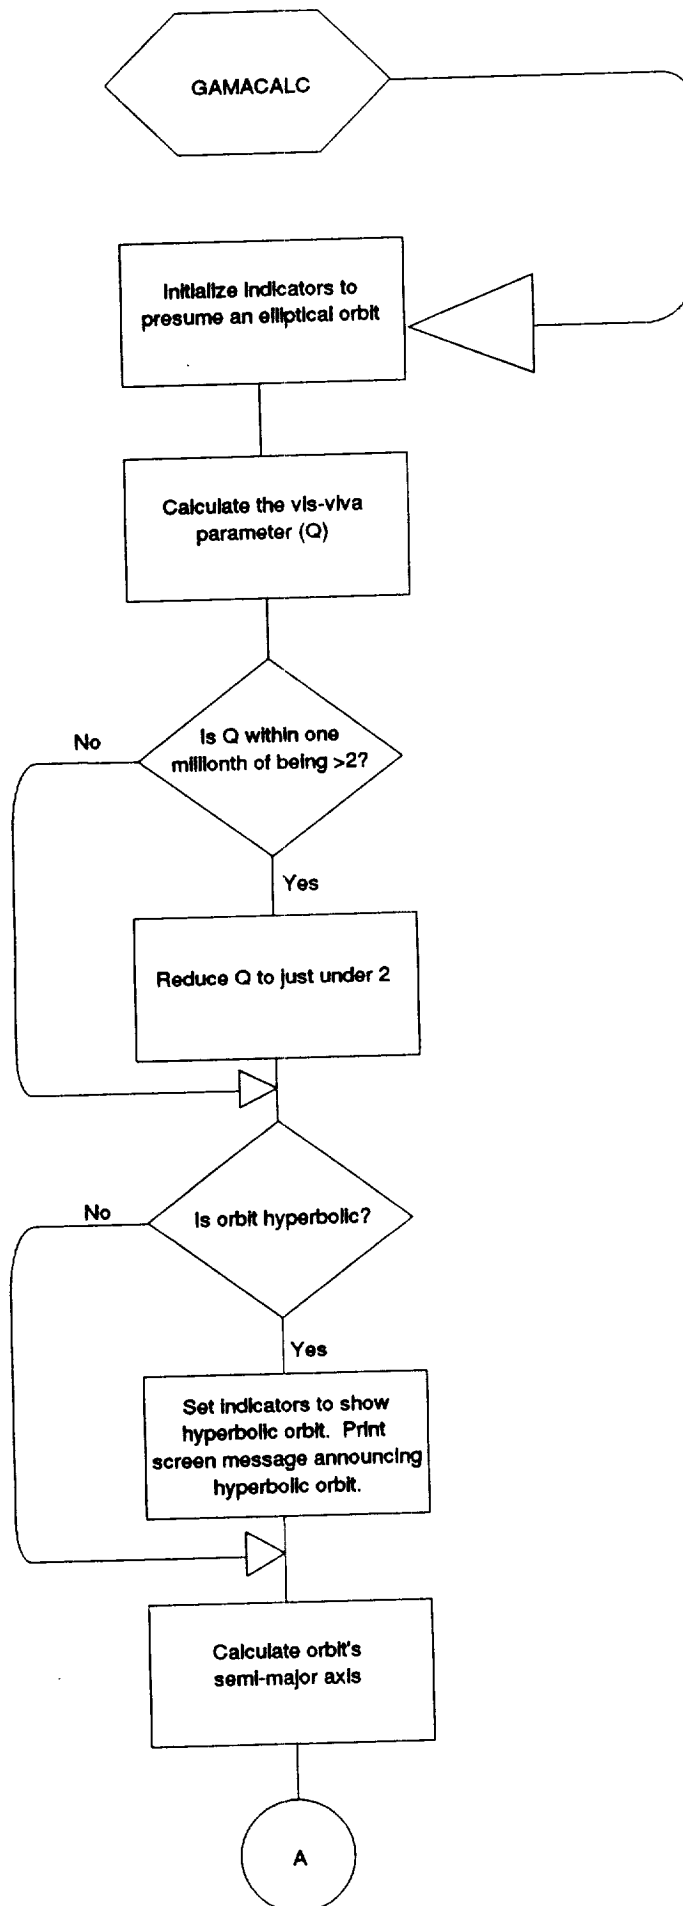 GAMACALC
Initialize indicators to
presume an elliptical orbit
Calculate the vis-viva
parameter (Q)
Is Q within one
millionth of being >2?
No
Yes
Reduce Q to just under 2
Is orbit hyperbolic?
No
Yes
Set indicators to show
hyperbolic orbit. Print
screen message announcing
hyperbolic orbit.
Calculate orbit's
semi-major axis
A